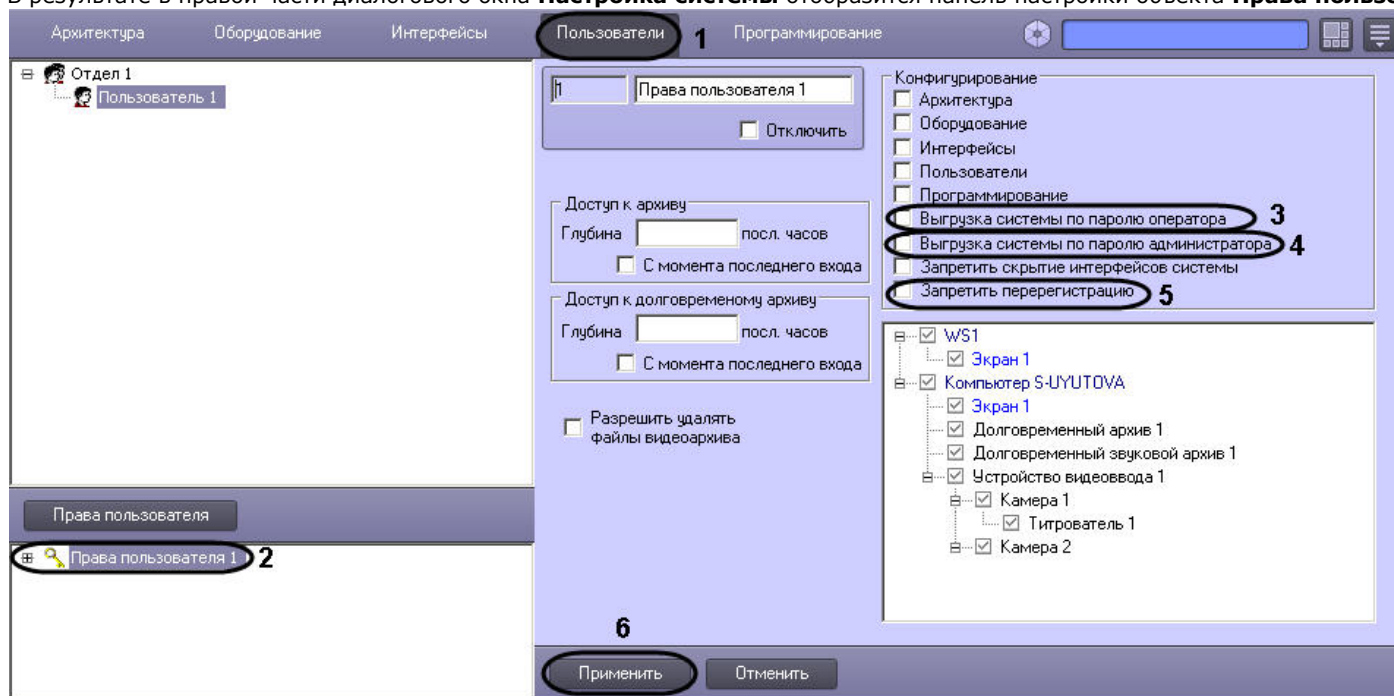 В результате в правой части диалогового окна Настройка системы отобразится панель настройки объекта Права
Архитектура Оборудование Интерфейсы Пользователи 1 Программирование
Отдел 1
Пользователь 1
Права пользователя
Права пользователя 1 2
1 Права пользователя 1
Отключить
Доступ к архиву
Глубина посл. часов
С момента последнего входа
Доступ к долговременому архиву
Глубина посл. часов
С момента последнего входа
Разрешить удалять
файлы видеоархива
Конфигурирование
Архитектура
Оборудование
Интерфейсы
Пользователи
Программирование
Выгрузка системы по паролю оператора 3
Выгрузка системы по паролю администратора 4
Запретить скрытие интерфейсов системы
Запретить перерегистрацию 5
WS1
Экран 1
Компьютер S-UYUTOVA
Экран 1
Долговременный архив 1
Долговременный звуковой архив 1
Устройство видеоввода 1
Камера 1
Титрователь 1
Камера 2
6
Применить Отменить